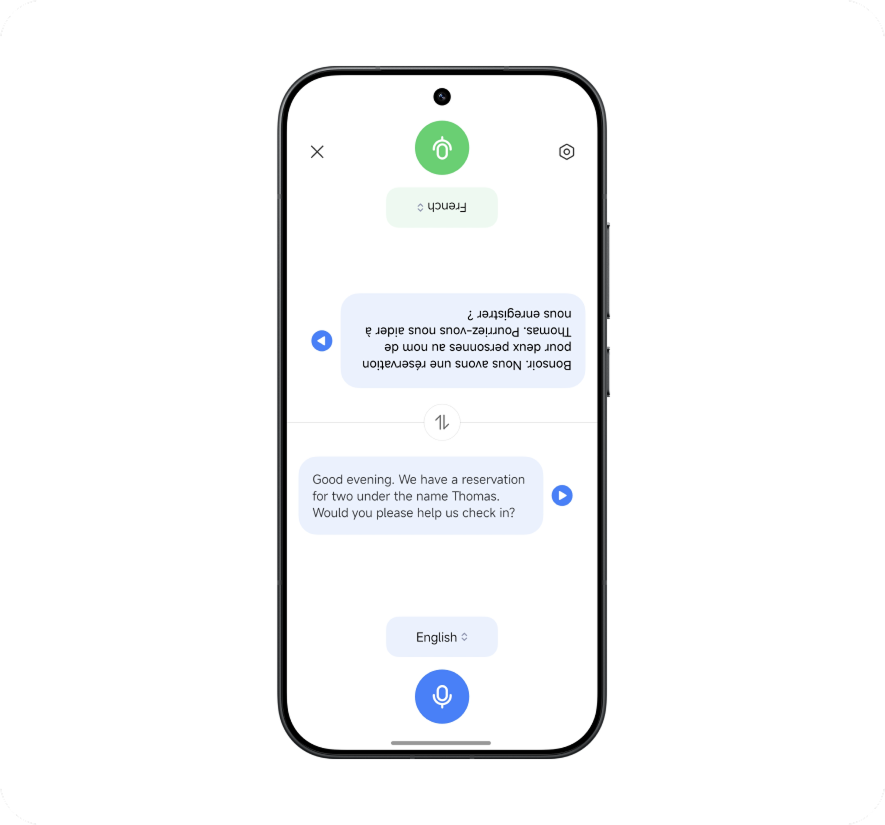 French
Bonsoir. Nous avons une réservation
pour deux personnes au nom de
Thomas. Pourriez-vous nous aider à
nous enregistrer ?
Good evening. We have a reservation
for two under the name Thomas.
Would you please help us check in?
English